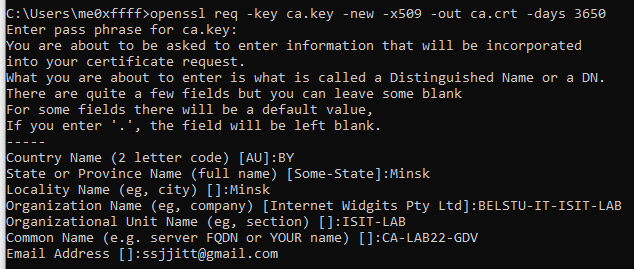 C:\Users\me0xffff>openssl req -key ca.key -new -x509 -out ca.crt -days 3650
Enter pass phrase for ca.key:
You are about to be asked to enter information that will be incorporated
into your certificate request.
What you are about to enter is what is called a Distinguished Name or a DN.
There are quite a few fields but you can leave some blank
For some fields there will be a default value,
If you enter '.', the field will be left blank.
-----
Country Name (2 letter code) [AU]:BY
State or Province Name (full name) [Some-State]:Minsk
Locality Name (eg, city) []:Minsk
Organization Name (eg, company) [Internet Widgits Pty Ltd]:BELSTU-IT-ISIT-LAB
Organizational Unit Name (eg, section) []:ISIT-LAB
Common Name (e.g. server FQDN or YOUR name) []:CA-LAB22-GDV
Email Address []:ssjjitt@gmail.com